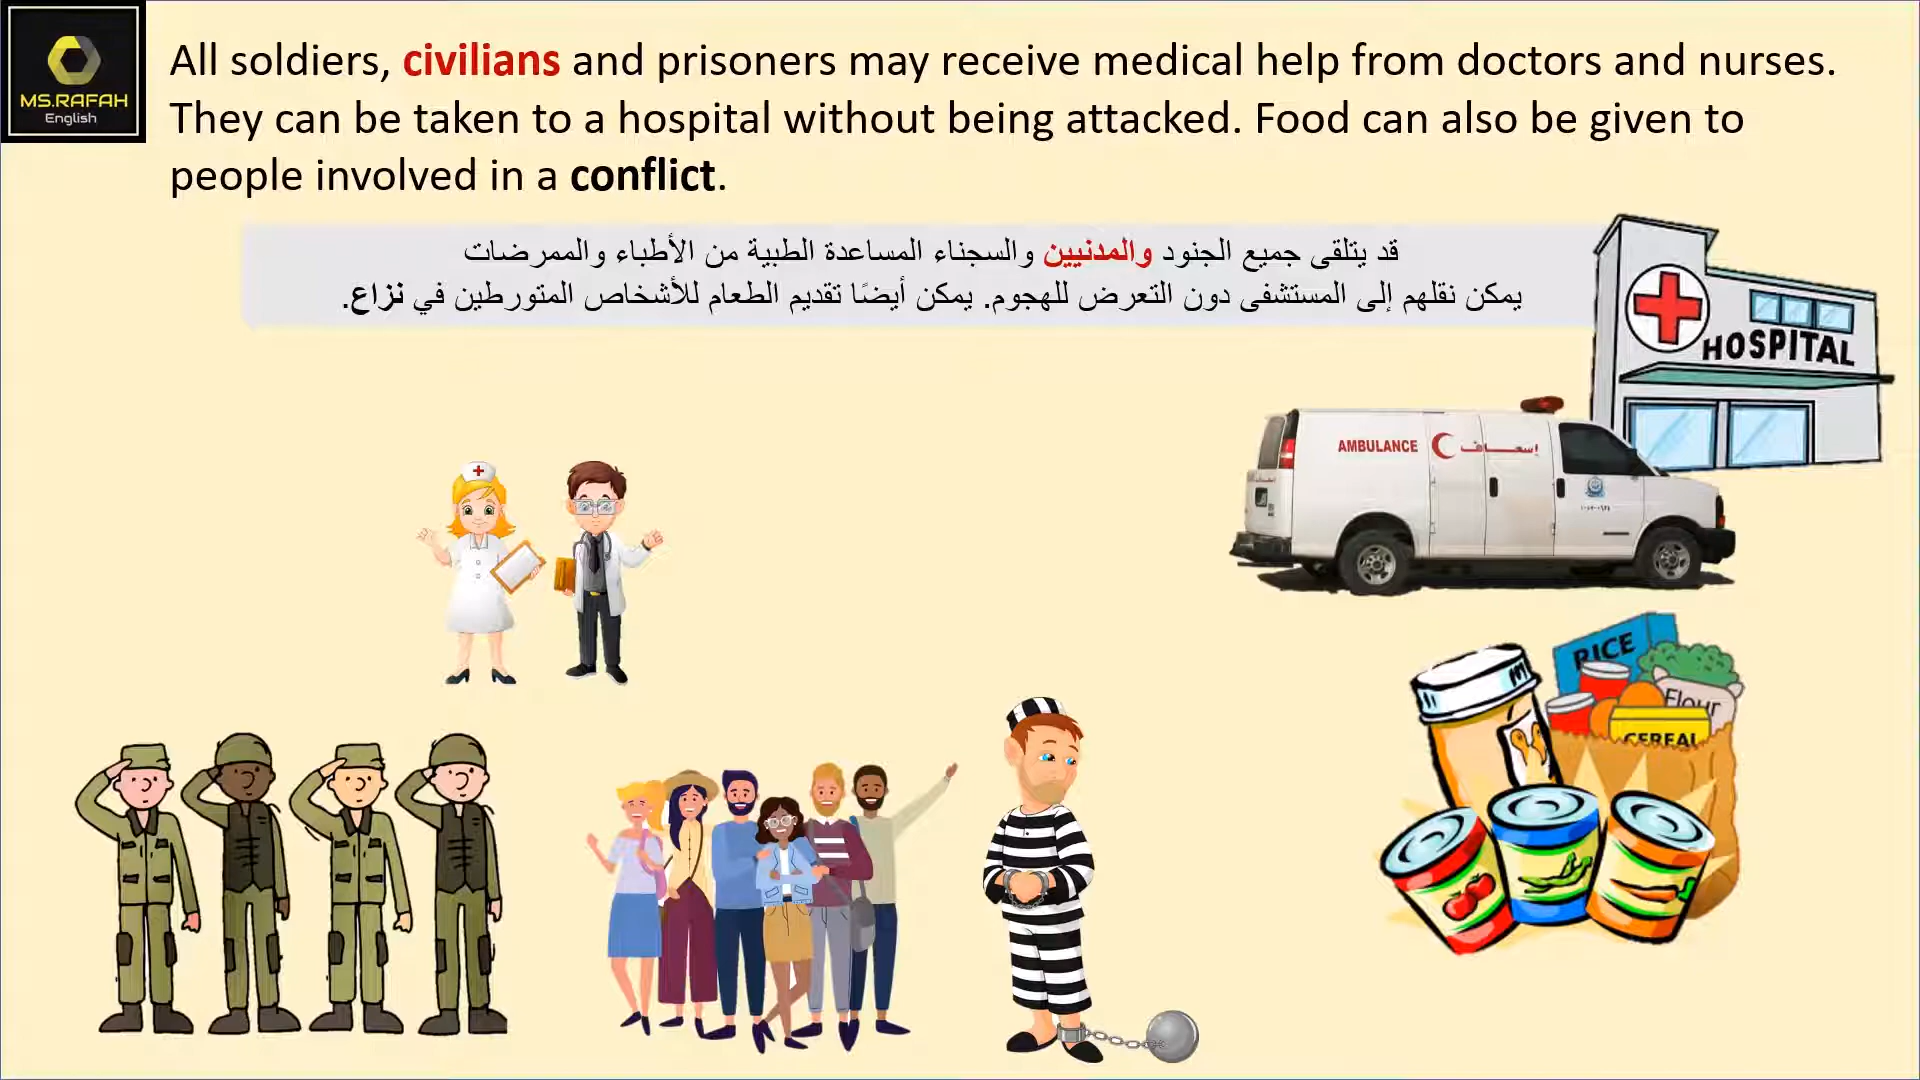 MS.RAFAH
English
All soldiers, civilians and prisoners may receive medical help from doctors and nurses.
They can be taken to a hospital without being attacked. Food can also be given to
people involved in a conflict.
قد يتلقى جميع الجنود والمدنيين والسجناء المساعدة الطبية من الأطباء والممرضات
يمكن نقلهم إلى المستشفى دون التعرض للهجوم. يمكن أيضًا تقديم الطعام للأشخاص المتورطين في نزاع.
HOSPITAL
AMBULANCE إسعاف
RICE
Flour
CEREAL